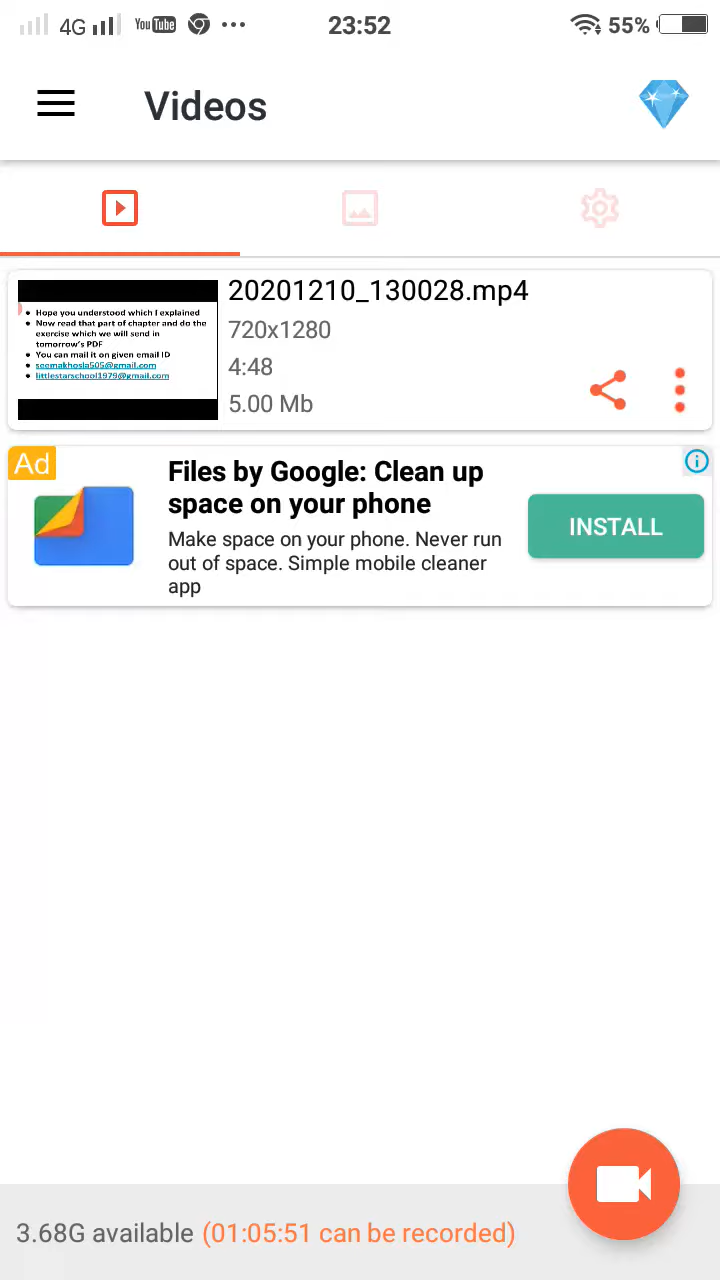 4G YouTube 23:52 55%
Videos
20201210_130028.mp4
720x1280
4:48
5.00 Mb
• Hope you understood which I explained
• Now read that part of chapter and do the
exercise which we will send in
tomorrow's PDF
• You can mail it on given email ID
• seemakhosla505@gmail.com
• littlestarschool1979@gmail.com
Ad
Files by Google: Clean up
space on your phone
Make space on your phone. Never run
out of space. Simple mobile cleaner
app
INSTALL
3.68G available (01:05:51 can be recorded)